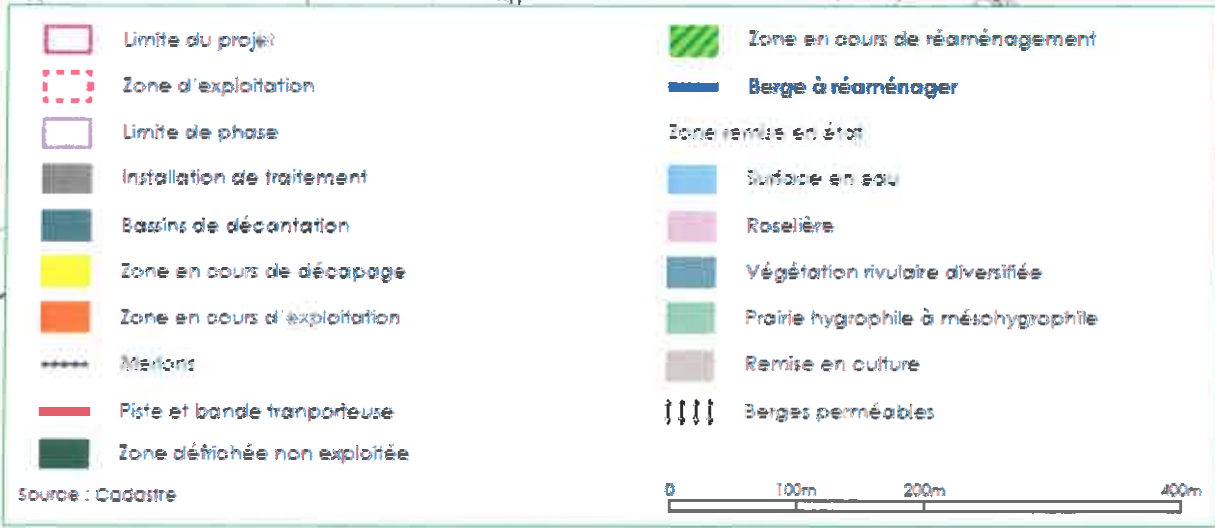 Limite du projet
Zone d'exploitation
Limite de phase
Installation de traitement
Bassins de décantation
Zone en cours de décapage
Zone en cours d'exploitation
Merlons
Piste et bande tranporteuse
Zone défrichée non exploitée
Source : Cadastre
Zone en cours de réaménagement
Berge à réaménager
Zone remise en état
Surface en eau
Roselière
Végétation rivulaire diversifiée
Prairie hygrophile à mésohygrophile
Remise en culture
Berges perméables
0 100m 200m 400m